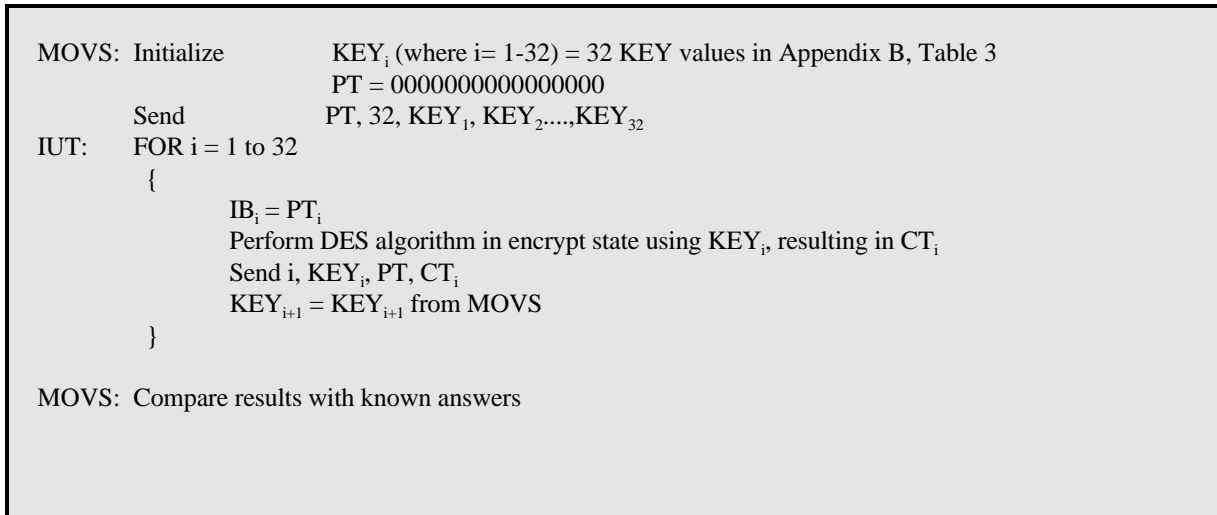 MOVS: Initialize KEYi (where i= 1-32) = 32 KEY values in Appendix B, Table 3
PT = 0000000000000000
Send PT, 32, KEY1, KEY2....,KEY32
IUT: FOR i = 1 to 32
{
IBi = PTi
Perform DES algorithm in encrypt state using KEYi, resulting in CTi
Send i, KEYi, PT, CTi
KEYi+1 = KEYi+1 from MOVS
}
MOVS: Compare results with known answers